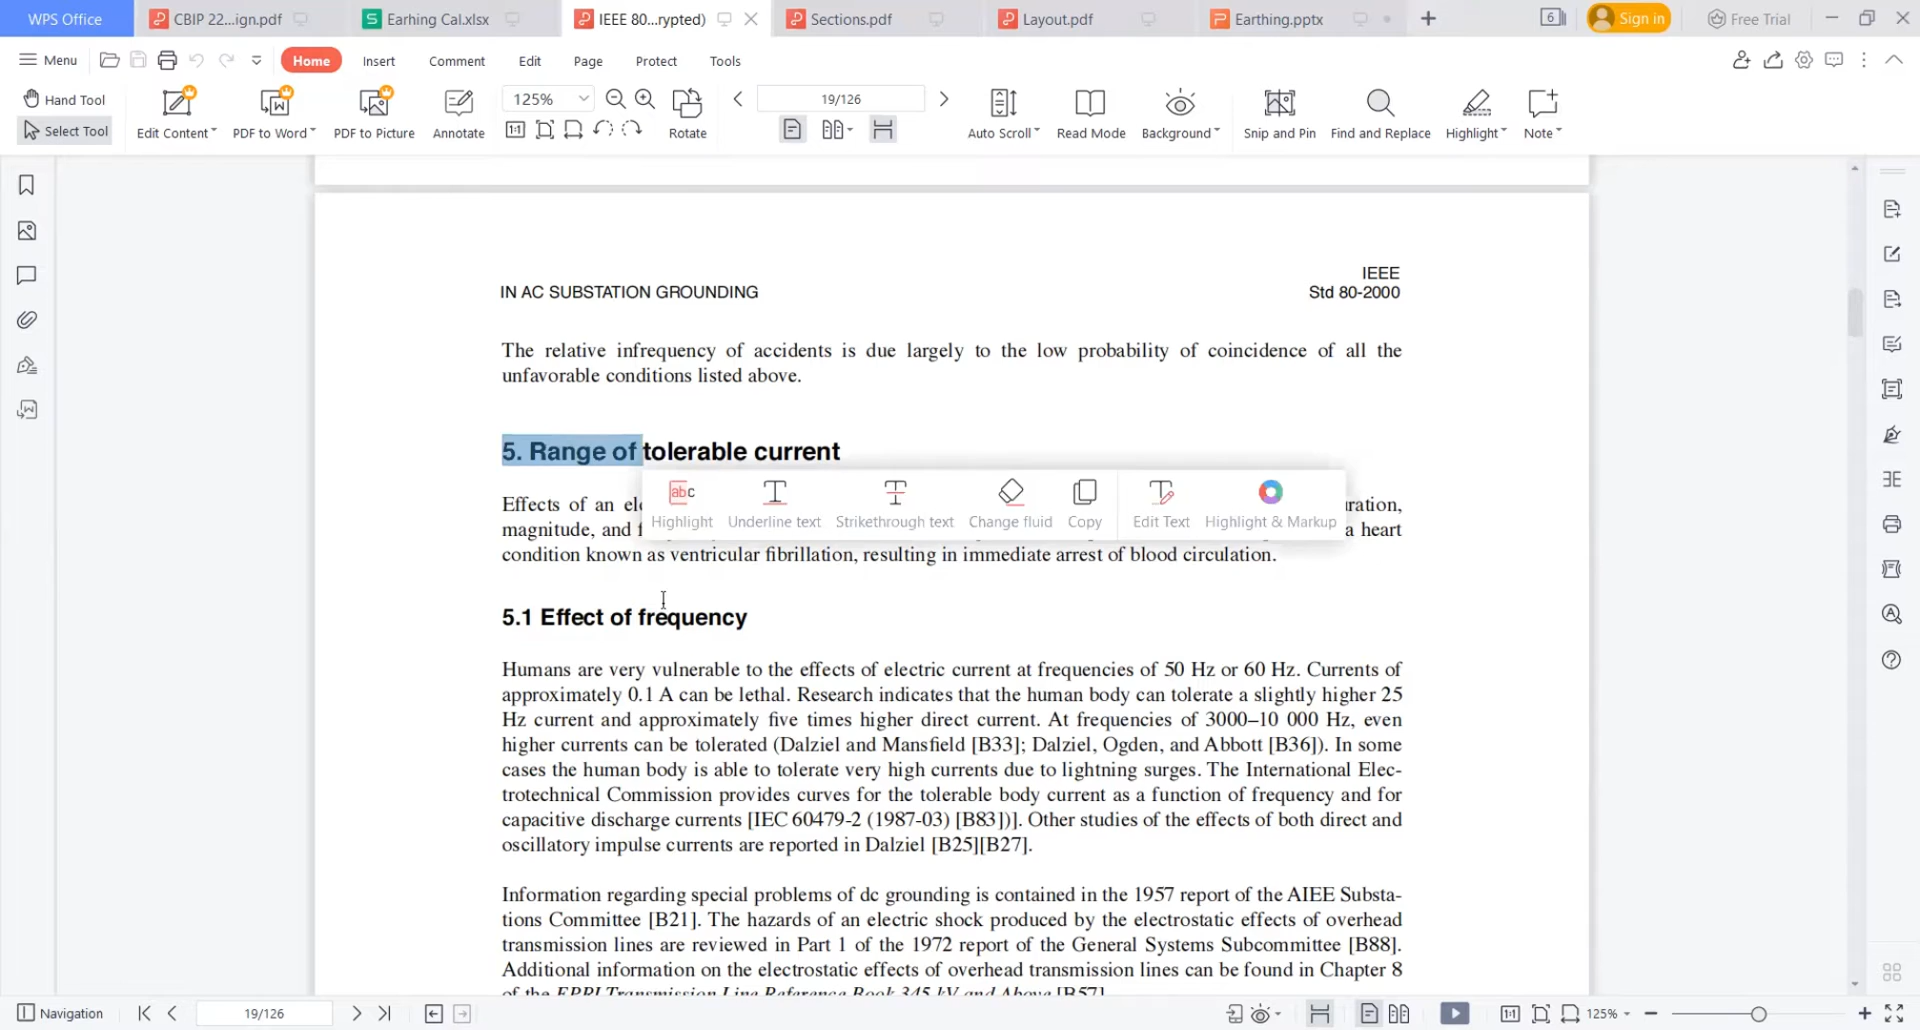 WPS Office
CBIP 22...ign.pdf
Earhing Cal.xlsx
IEEE 80...rypted)
Sections.pdf
Layout.pdf
Earthing.pptx
6
Sign in
Free Trial
Menu
Home
Insert
Comment
Edit
Page
Protect
Tools
Hand Tool
Select Tool
Edit Content
PDF to Word
PDF to Picture
Annotate
125%
Rotate
19/126
Auto Scroll
Read Mode
Background
Snip and Pin
Find and Replace
Highlight
Note
IN AC SUBSTATION GROUNDING
IEEE
Std 80-2000
The relative infrequency of accidents is due largely to the low probability of coincidence of all the
unfavorable conditions listed above.
5. Range of tolerable current
Effects of an
Highlight
Underline text
Strikethrough text
Change fluid
Copy
Edit Text
Highlight & Markup
magnitude, and
a heart
condition known as ventricular fibrillation, resulting in immediate arrest of blood circulation.
5.1 Effect of frequency
Humans are very vulnerable to the effects of electric current at frequencies of 50 Hz or 60 Hz. Currents of
approximately 0.1 A can be lethal. Research indicates that the human body can tolerate a slightly higher 25
Hz current and approximately five times higher direct current. At frequencies of 3000–10 000 Hz, even
higher currents can be tolerated (Dalziel and Mansfield [B33]; Dalziel, Ogden, and Abbott [B36]). In some
cases the human body is able to tolerate very high currents due to lightning surges. The International Elec-
trotechnical Commission provides curves for the tolerable body current as a function of frequency and for
capacitive discharge currents [IEC 60479-2 (1987-03) [B83])]. Other studies of the effects of both direct and
oscillatory impulse currents are reported in Dalziel [B25][B27].
Information regarding special problems of dc grounding is contained in the 1957 report of the AIEE Substa-
tions Committee [B21]. The hazards of an electric shock produced by the electrostatic effects of overhead
transmission lines are reviewed in Part 1 of the 1972 report of the General Systems Subcommittee [B88].
Additional information on the electrostatic effects of overhead transmission lines can be found in Chapter 8
of the EPRI Transmission Line Reference Book 345 kV and Above [B57].
Navigation
19/126
125%